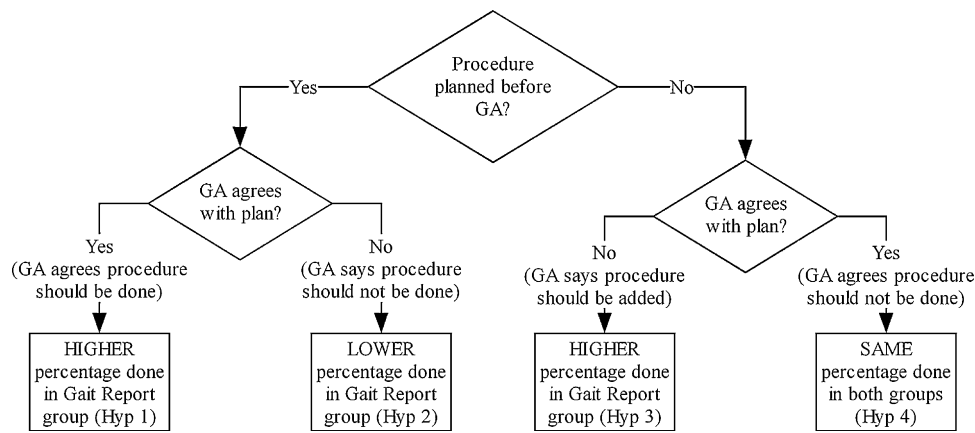 Procedure
planned before
GA?
Yes
No
GA agrees
with plan?
Yes
(GA agrees procedure
should be done)
No
(GA says procedure
should not be done)
GA agrees
with plan?
No
(GA says procedure
should be added)
Yes
(GA agrees procedure
should not be done)
HIGHER
percentage done
in Gait Report
group (Hyp 1)
LOWER
percentage done
in Gait Report
group (Hyp 2)
HIGHER
percentage done
in Gait Report
group (Hyp 3)
SAME
percentage done
in both groups
(Hyp 4)